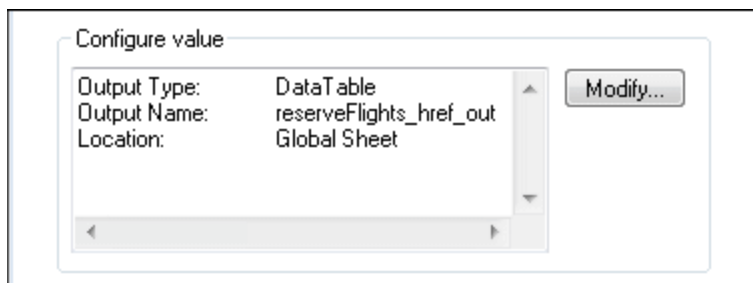 Configure value
Output Type: DataTable
Output Name: reserveFlights_href_out
Location: Global Sheet
Modify...